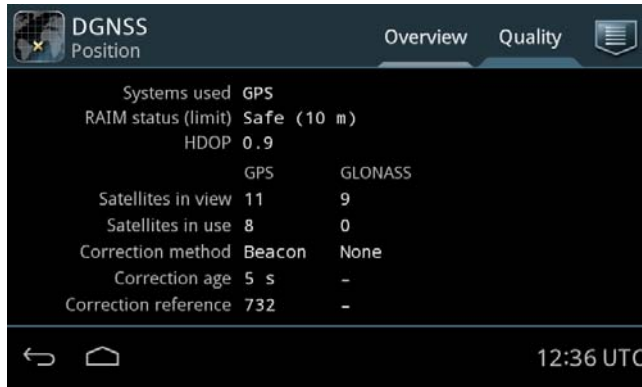 DGNSS
Position
Overview
Quality
Systems used GPS
RAIM status (limit) Safe (10 m)
HDOP 0.9
GPS GLONASS
Satellites in view 11 9
Satellites in use 8 0
Correction method Beacon None
Correction age 5 s –
Correction reference 732 –
12:36 UTC